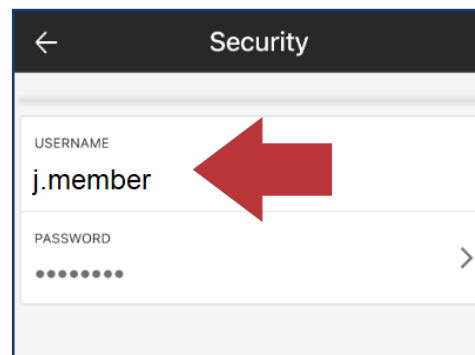 Security
USERNAME
j.member
PASSWORD
••••••••